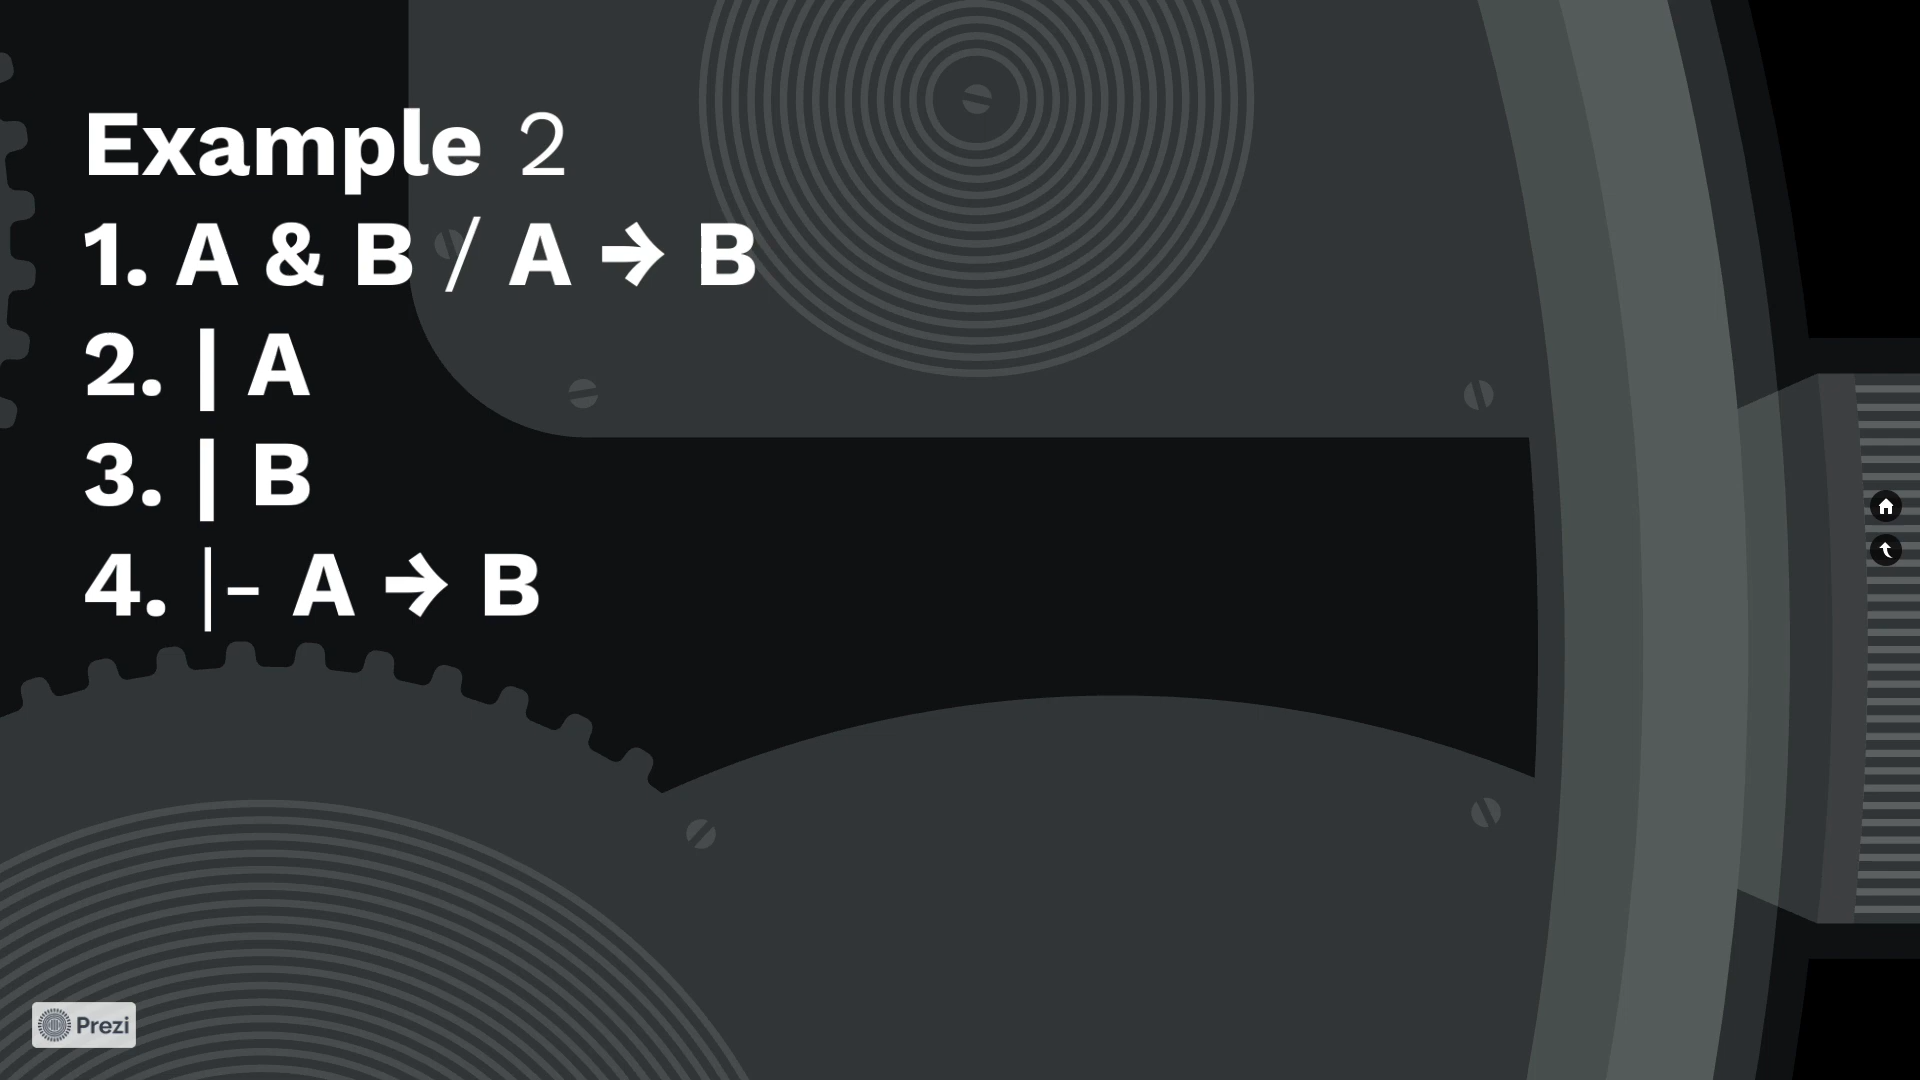 Example 2
1. A & B / A → B
2. | A
3. | B
4. |- A → B
Prezi